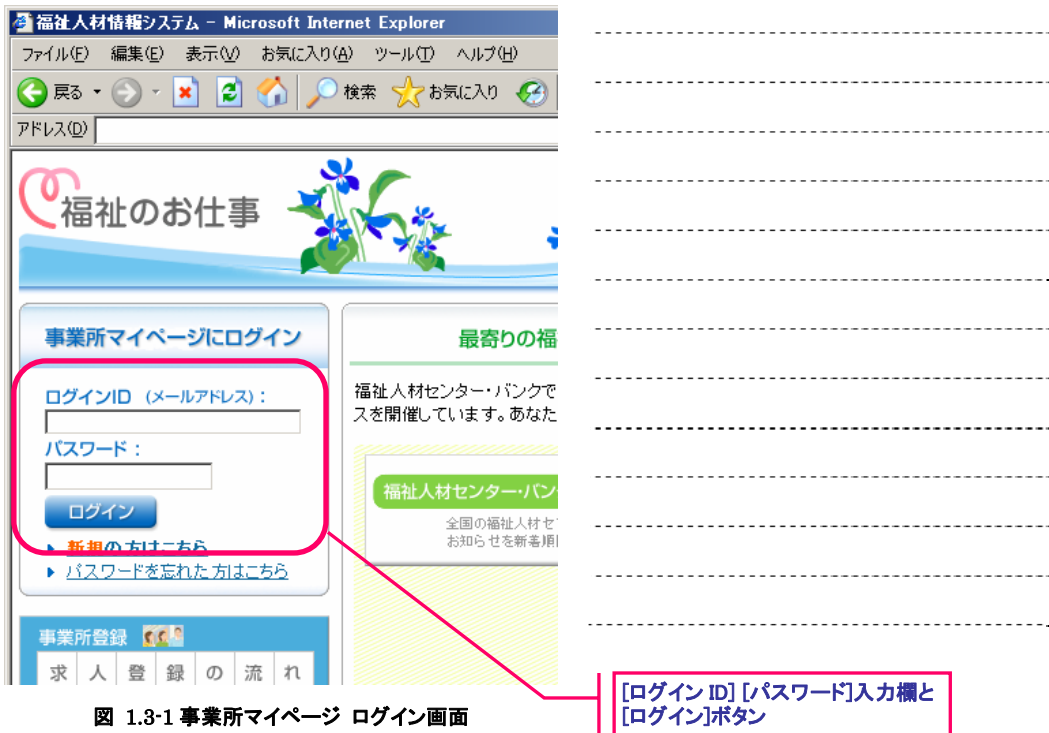 福祉人材情報システム - Microsoft Internet Explorer
ファイル(F) 編集(E) 表示(V) お気に入り(A) ツール(T) ヘルプ(H)
戻る 検索 お気に入り
アドレス(D)
福祉のお仕事
事業所マイページにログイン
ログインID (メールアドレス):
パスワード:
ログイン
新規の方はこちら
パスワードを忘れた方はこちら
事業所登録
求人登録の流れ
最寄りの福
福祉人材センター・バンクで
スを開催しています。あなた
福祉人材センター・バン
全国の福祉人材セ
お知らせを新着順
[ログイン ID] [パスワード]入力欄と
[ログイン]ボタン
図 1.3-1 事業所マイページ ログイン画面